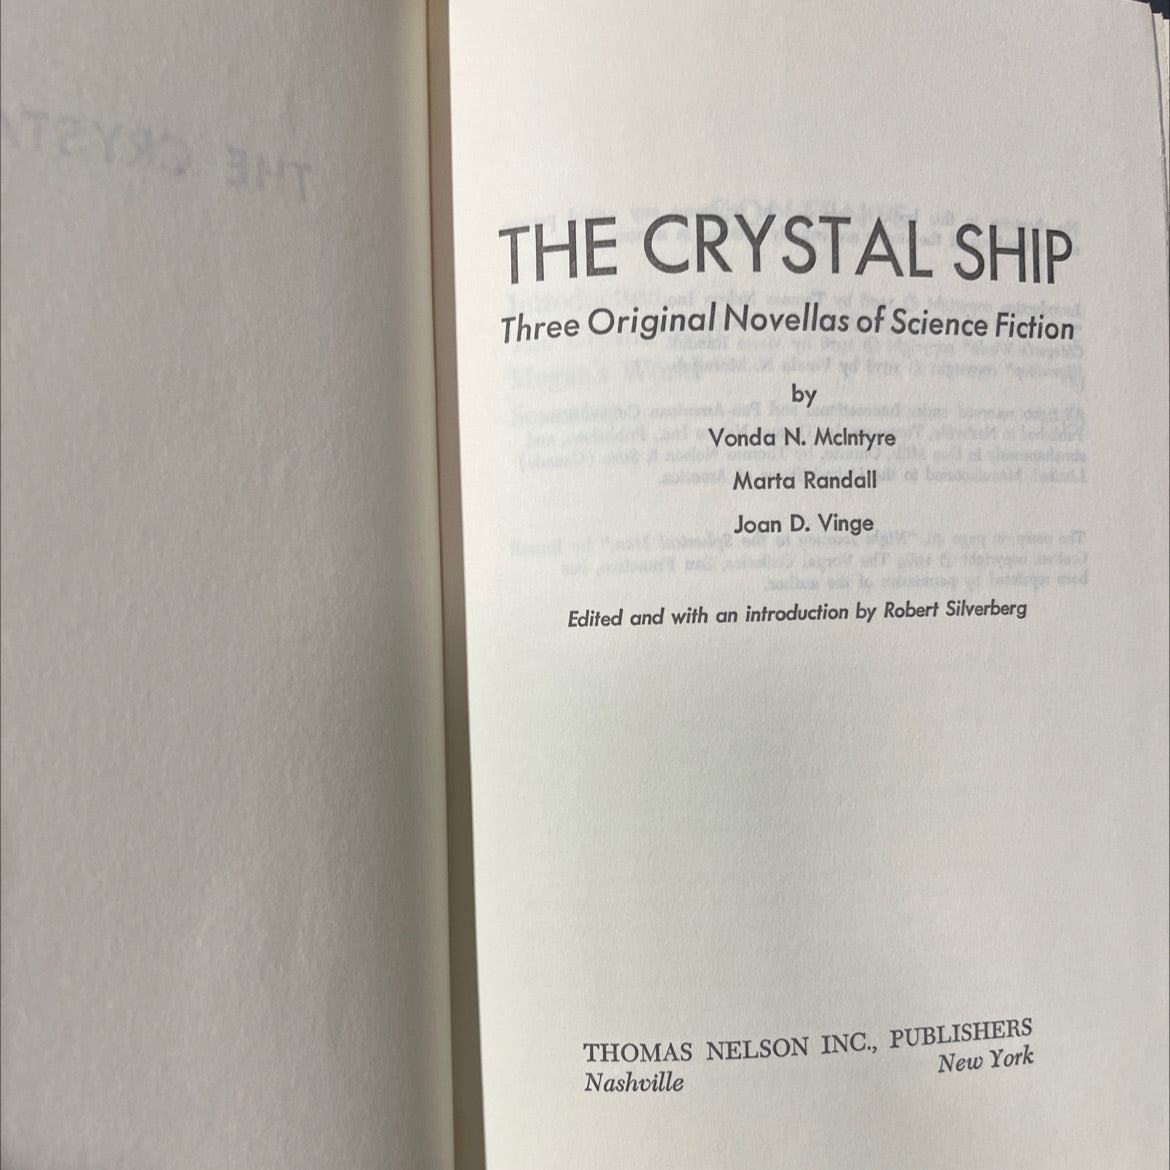 THE CRYSTAL SHIP
Three Original Novellas of Science Fiction
by
Vonda N. McIntyre
Marta Randall
Joan D. Vinge
Edited and with an introduction by Robert Silverberg
THOMAS NELSON INC., PUBLISHERS
Nashville New York